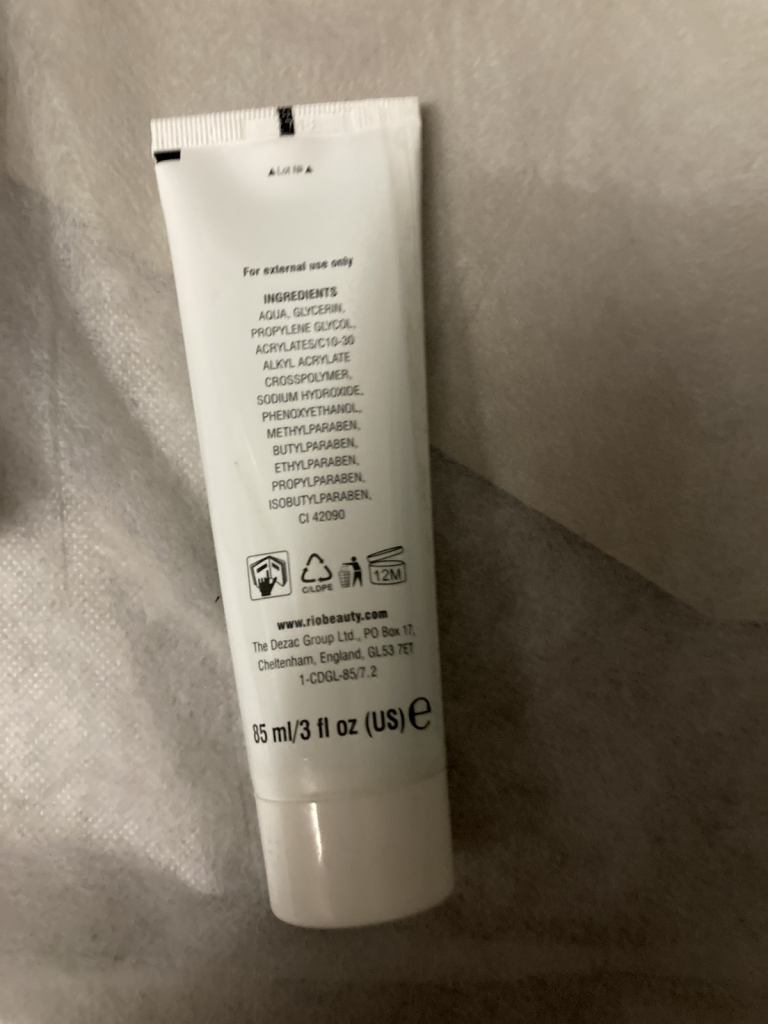 ▲Lot №▲
For external use only
INGREDIENTS
AQUA, GLYCERIN,
PROPYLENE GLYCOL,
ACRYLATES/C10-30
ALKYL ACRYLATE
CROSSPOLYMER,
SODIUM HYDROXIDE,
PHENOXYETHANOL,
METHYLPARABEN,
BUTYLPARABEN,
ETHYLPARABEN,
PROPYLPARABEN,
ISOBUTYLPARABEN,
CI 42090
C/LDPE
12M
www.riobeauty.com
The Dezac Group Ltd., PO Box 17,
Cheltenham, England, GL53 7ET
1-CDGL-85/7.2
85 ml/3 fl oz (US) ℮